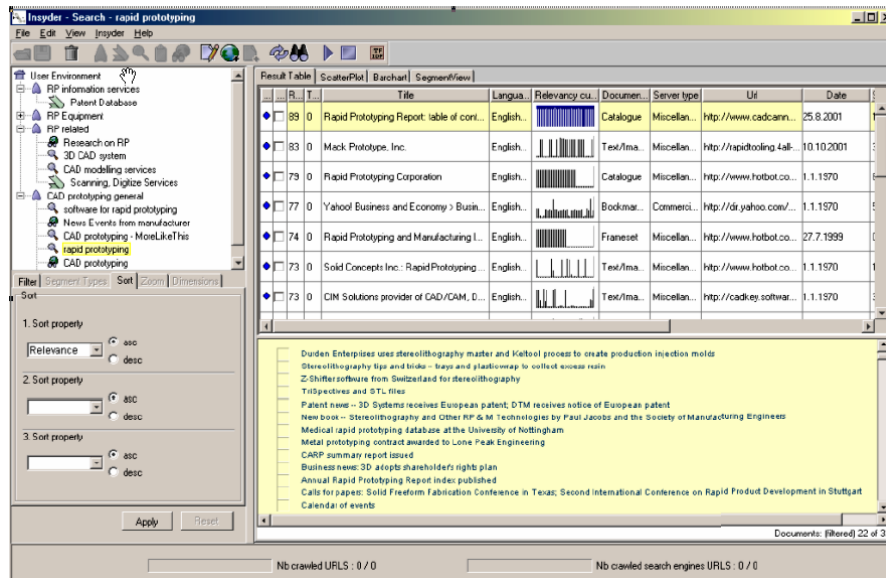 Insyder - Search - rapid prototyping
File Edit View Insyder Help
User Environment
RP information services
Patent Database
RP Equipment
RP related
Research on RP
3D CAD system
CAD modelling services
Scanning, Digitize Services
CAD prototyping general
software for rapid prototyping
News Events from manufacturer
CAD prototyping - MoreLikeThis
rapid prototyping
CAD prototyping
Filter Segment Types Sort Zoom Dimensions
Sort
1. Sort property
Relevance
asc
desc
2. Sort property
asc
desc
3. Sort property
asc
desc
Apply Reset
Result Table ScatterPlot Barchart SegmentView
... ... R... T... Title Langua... Relevancy cu... Documen... Server type Url Date
89 0 Rapid Prototyping Report: table of cont... English... Catalogue Miscellan... http://www.cadcamn... 25.8.2001
83 0 Mack Prototype, Inc. English... Text/Ima... Miscellan... http://rapidtooling.4all-... 10.10.2001
79 0 Rapid Prototyping Corporation English... Catalogue Miscellan... http://www.hotbot.co... 1.1.1970
77 0 Yahoo! Business and Economy > Busin... English... Bookmar... Commerci... http://dir.yahoo.com/... 1.1.1970
74 0 Rapid Prototyping and Manufacturing I... English... Frameset Miscellan... http://www.hotbot.co... 27.7.1999
73 0 Solid Concepts Inc.: Rapid Prototyping ... English... Text/Ima... Miscellan... http://www.hotbot.co... 1.1.1970
73 0 CIM Solutions provider of CAD/CAM, D... English... Text/Ima... Miscellan... http://cadkey.softwar... 1.1.1970
Durden Enterprises uses stereolithography master and Keltool process to create production injection molds
Stereolithography tips and tricks -- trays and plasticwrap to collect excess resin
Z-Shifter software from Switzerland for stereolithography
TriSpectives and STL files
Patent news -- 3D Systems receives European patent; DTM receives notice of European patent
New book -- Stereolithography and Other RP & M Technologies by Paul Jacobs and the Society of Manufacturing Engineers
Medical rapid prototyping database at the University of Nottingham
Metal prototyping contract awarded to Lone Peak Engineering
CARP summary report issued
Business news: 3D adopts shareholder's rights plan
Annual Rapid Prototyping Report index published
Calls for papers: Solid Freeform Fabrication Conference in Texas; Second International Conference on Rapid Product Development in Stuttgart
Calendar of events
Documents: (filtered) 22 of 3
Nb crawled URLS : 0 / 0 Nb crawled search engines URLS : 0 / 0